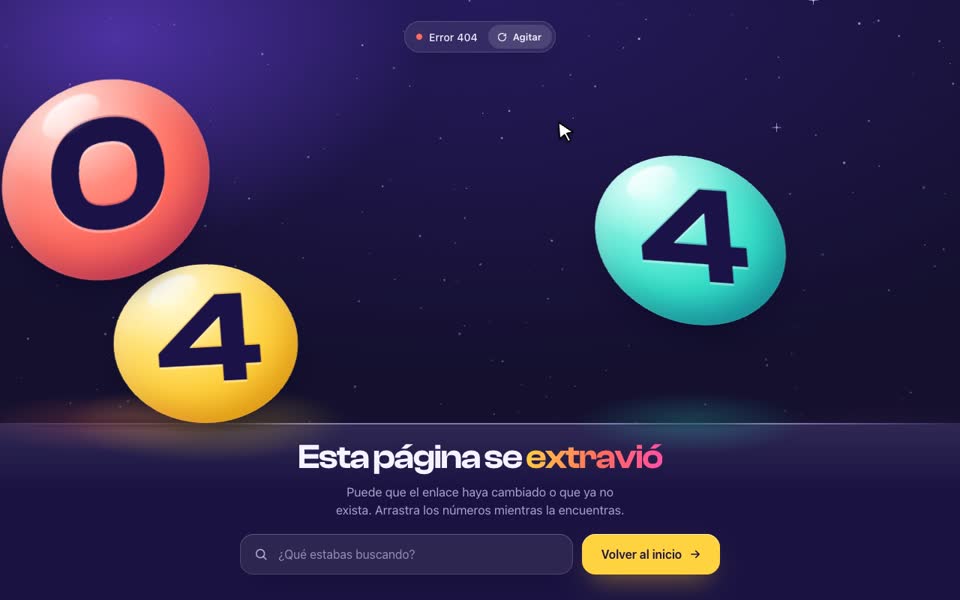 Error 404
Agitar
0
4
4
Esta página se extravió
Puede que el enlace haya cambiado o que ya no
exista. Arrastra los números mientras la encuentras.
¿Qué estabas buscando?
Volver al inicio →